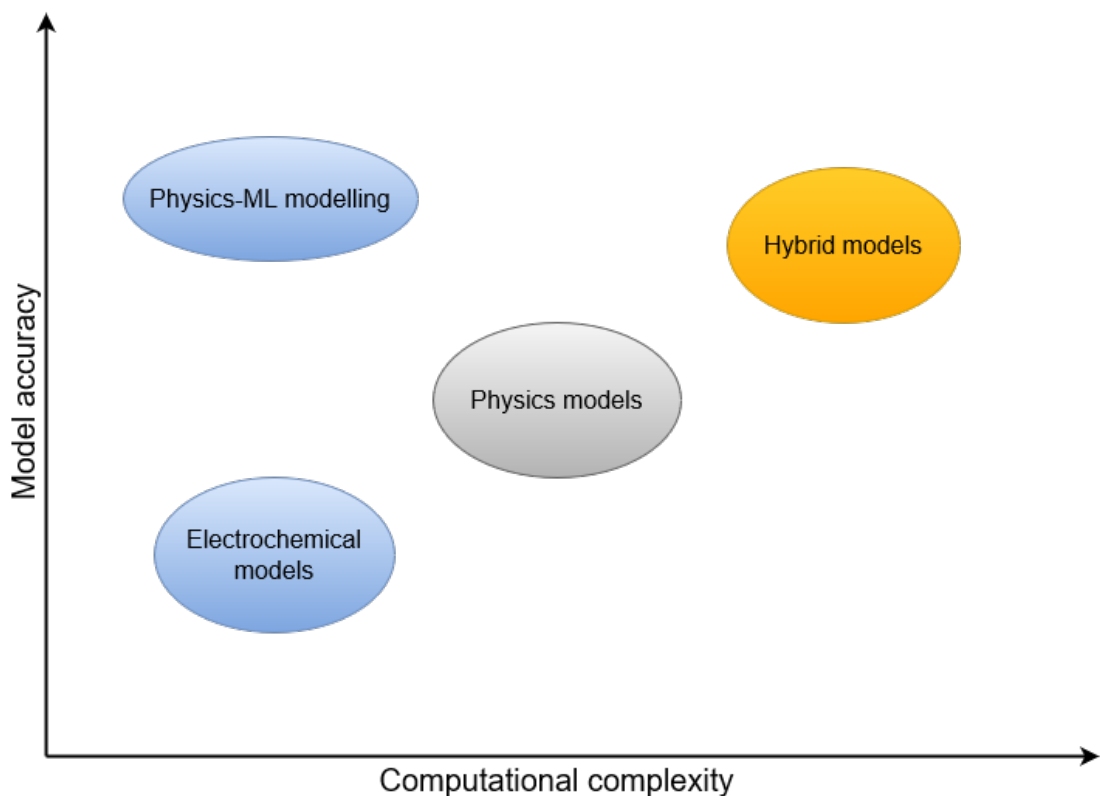 Physics-ML modelling
Hybrid models
Physics models
Electrochemical
models
Model accuracy
Computational complexity